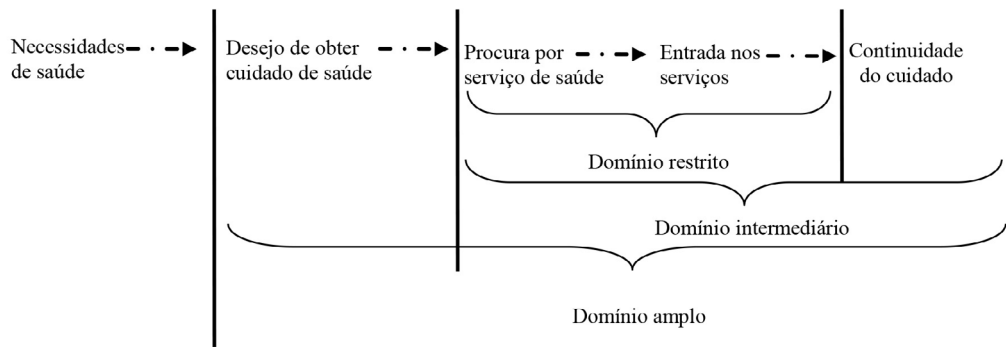 Necessidades
de saúde
Desejo de obter
cuidado de saúde
Procura por
serviço de saúde
Entrada nos
serviços
Continuidade
do cuidado
Domínio restrito
Domínio intermediário
Domínio amplo